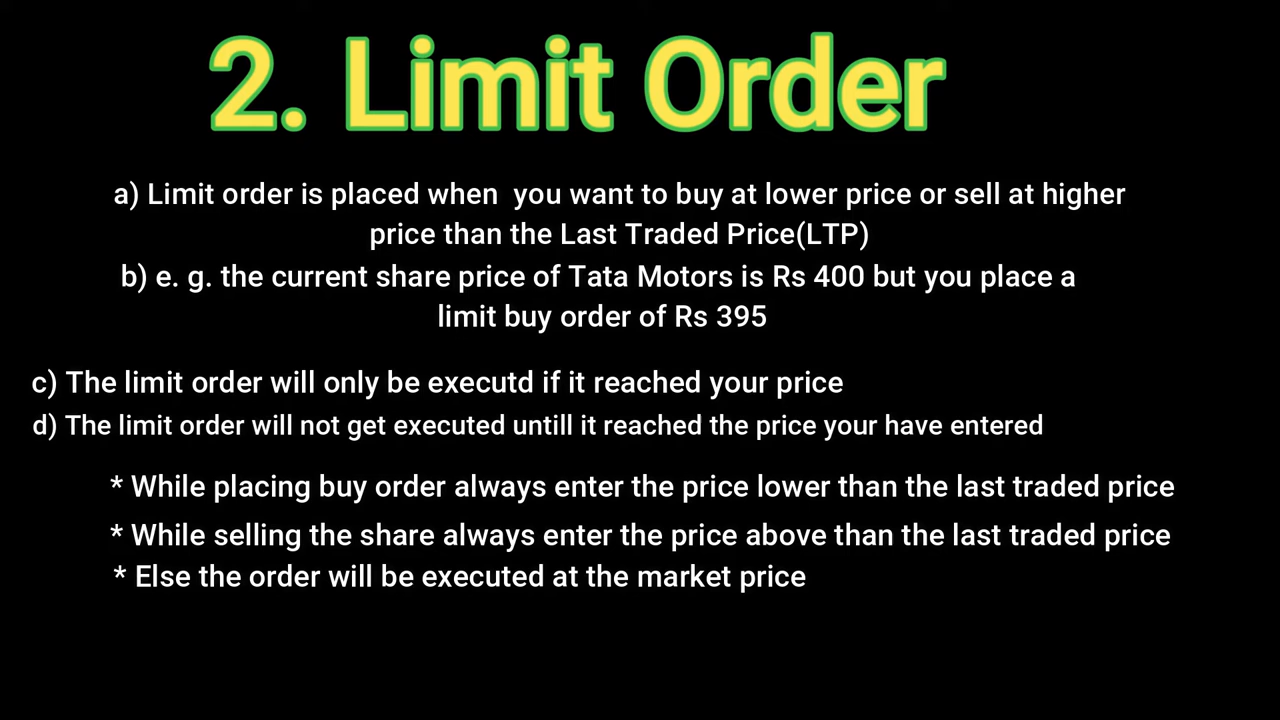 2. Limit Order
a) Limit order is placed when  you want to buy at lower price or sell at higher
price than the Last Traded Price(LTP)
b) e. g. the current share price of Tata Motors is Rs 400 but you place a
limit buy order of Rs 395
c) The limit order will only be executd if it reached your price
d) The limit order will not get executed untill it reached the price your have entered
* While placing buy order always enter the price lower than the last traded price
* While selling the share always enter the price above than the last traded price
* Else the order will be executed at the market price